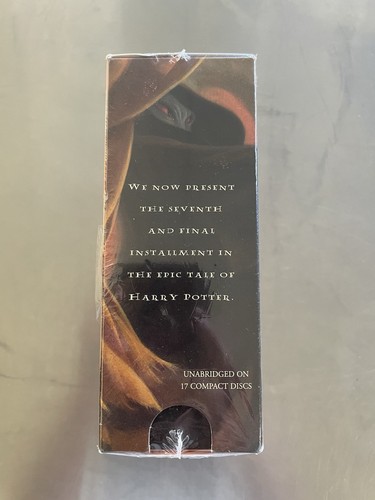 WE NOW PRESENT
THE SEVENTH
AND FINAL
INSTALLMENT IN
THE EPIC TALE OF
HARRY POTTER.
UNABRIDGED ON
17 COMPACT DISCS